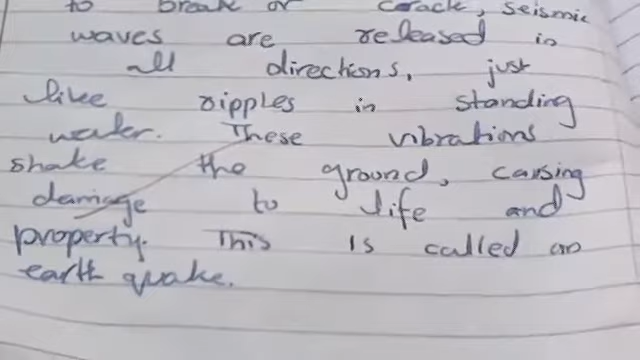 to break or crack, seismic
waves are released in
all directions, just
like ripples in standing
water. These vibrations
shake the ground, causing
damage to life and
property. This is called an
earth quake.